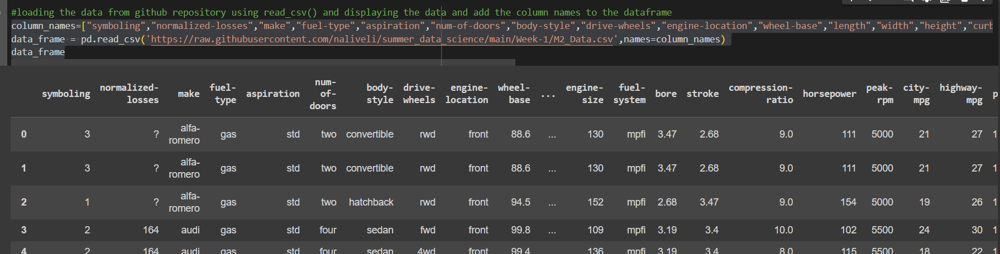 #loading the data from github repository using read_csv() and displaying the data and add the column names to the dataframe
column_names=["symboling","normalized-losses","make","fuel-type","aspiration","num-of-doors","body-style","drive-wheels","engine-location","wheel-base","length","width","height","curb
data_frame = pd.read_csv('https://raw.githubusercontent.com/naliveli/summer_data_science/main/Week-1/M2_Data.csv',names=column_names)
data_frame
symboling normalized-losses make fuel-type aspiration num-of-doors body-style drive-wheels engine-location wheel-base ... engine-size fuel-system bore stroke compression-ratio horsepower peak-rpm city-mpg highway-mpg p
0 3 ? alfa-romero gas std two convertible rwd front 88.6 ... 130 mpfi 3.47 2.68 9.0 111 5000 21 27 1
1 3 ? alfa-romero gas std two convertible rwd front 88.6 ... 130 mpfi 3.47 2.68 9.0 111 5000 21 27 1
2 1 ? alfa-romero gas std two hatchback rwd front 94.5 ... 152 mpfi 2.68 3.47 9.0 154 5000 19 26 1
3 2 164 audi gas std four sedan fwd front 99.8 ... 109 mpfi 3.19 3.4 10.0 102 5500 24 30 1
4 2 164 audi gas std four sedan 4wd front 99.4 ... 136 mpfi 3.19 3.4 8.0 115 5500 18 22 1